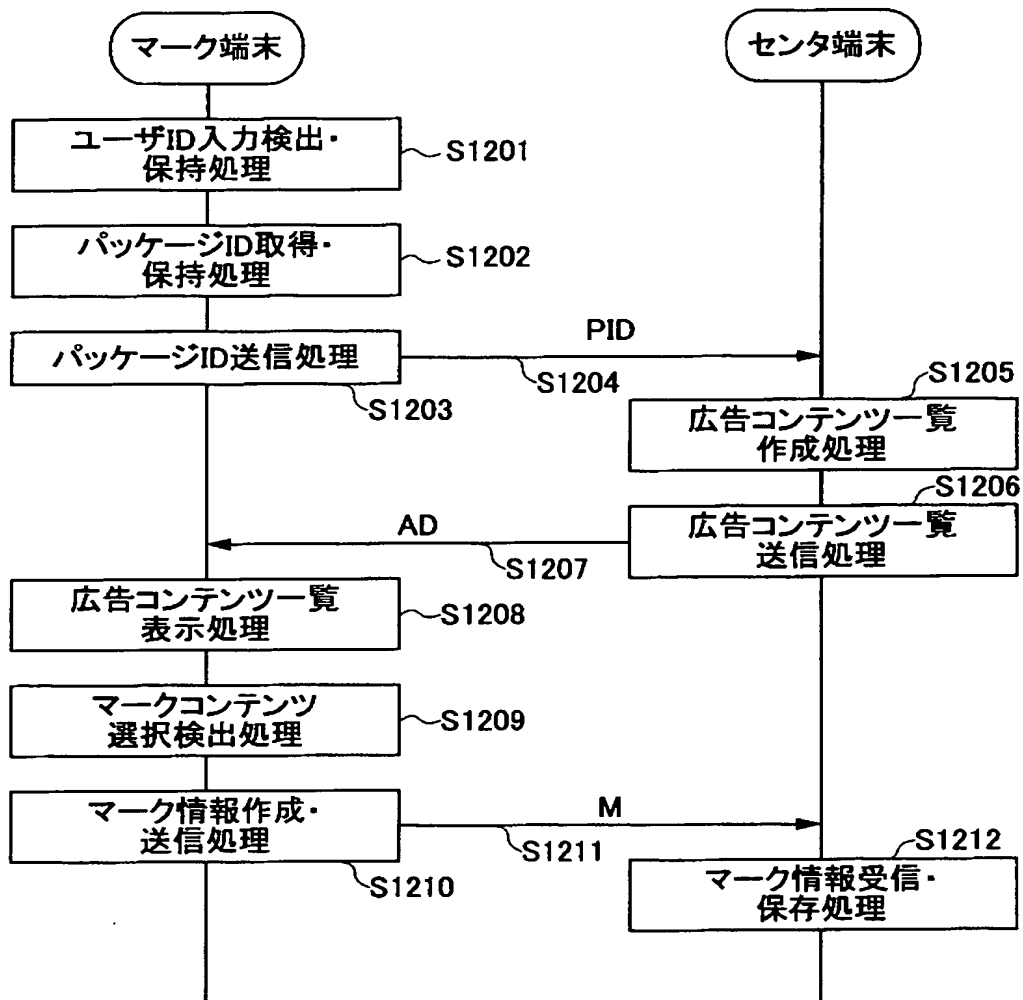 マーク端末
センタ端末
ユーザID入力検出・
保持処理
S1201
パッケージID取得・
保持処理
S1202
パッケージID送信処理
S1203
PID
S1204
S1205
広告コンテンツ一覧
作成処理
S1206
広告コンテンツ一覧
送信処理
AD
S1207
広告コンテンツ一覧
表示処理
S1208
マークコンテンツ
選択検出処理
S1209
マーク情報作成・
送信処理
S1210
M
S1211
S1212
マーク情報受信・
保存処理